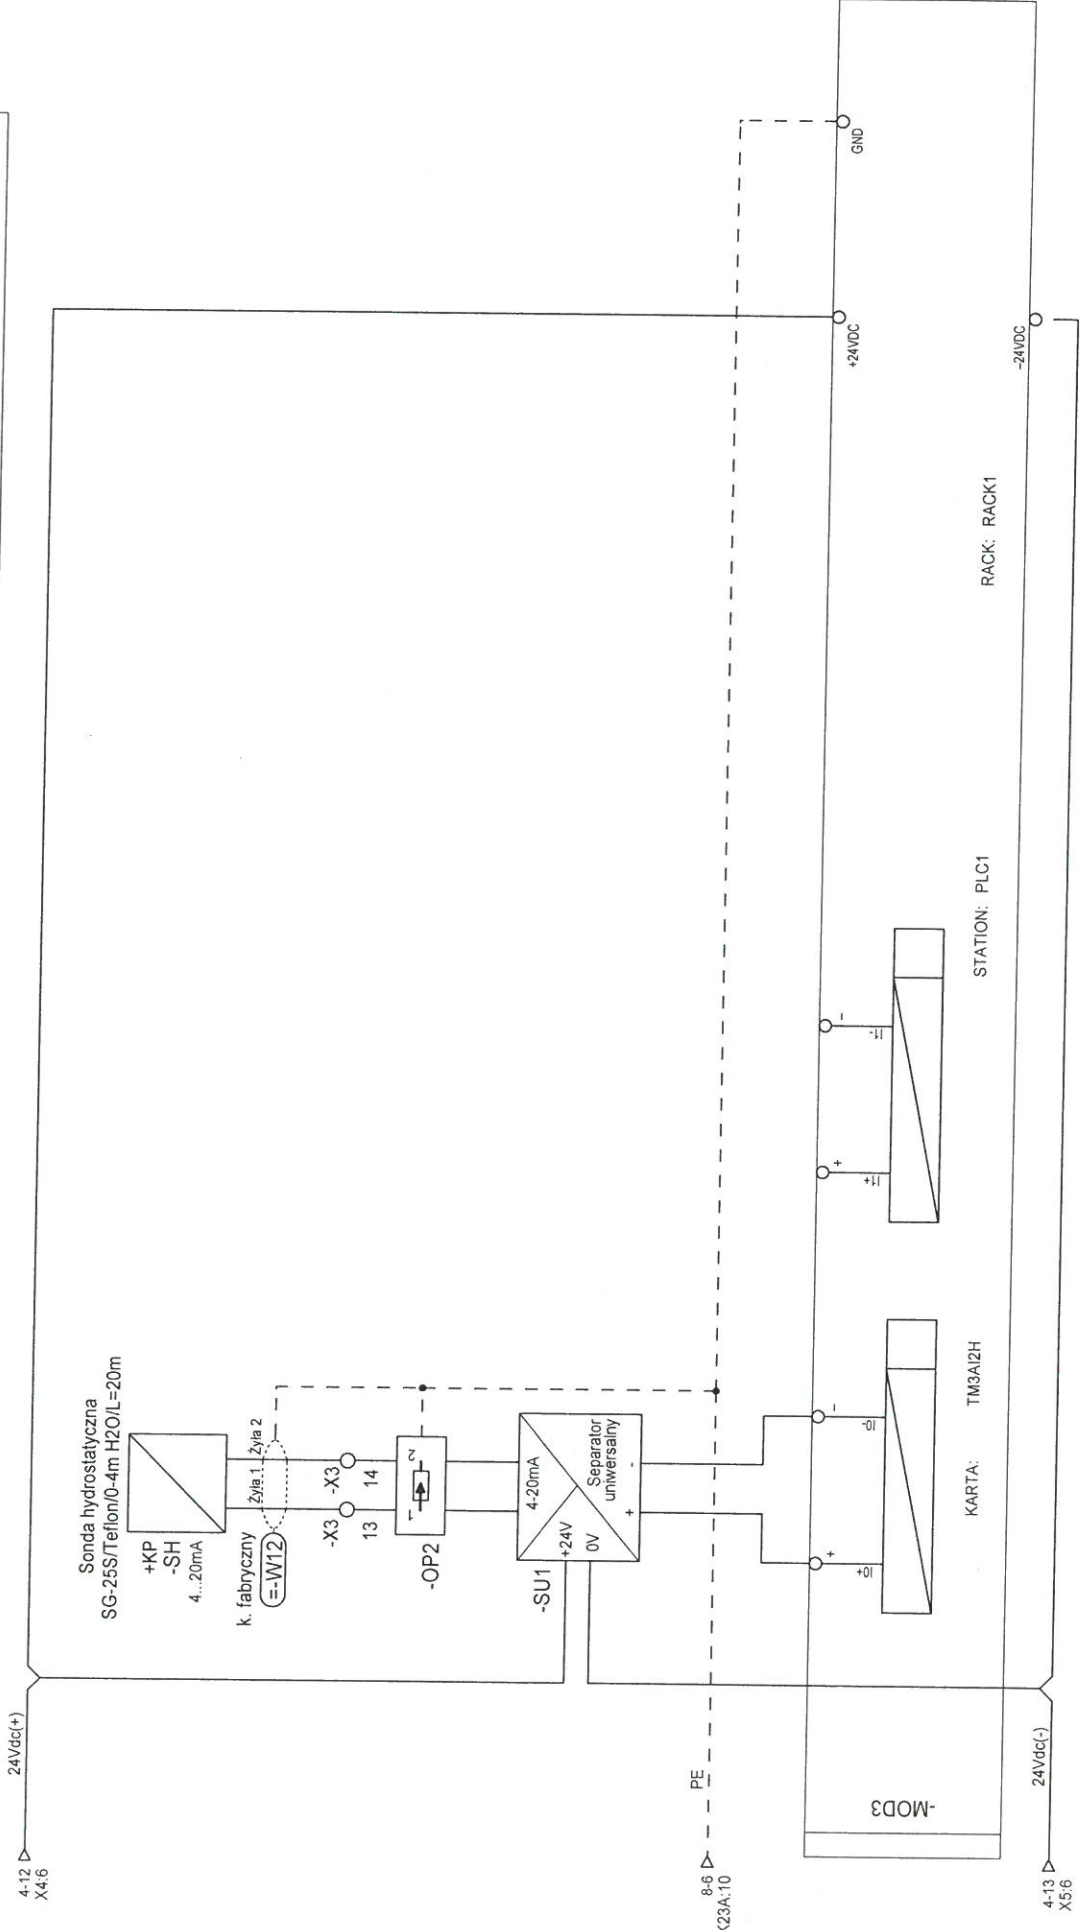 4-12
X4:6
24Vdc(+)
Sonda hydrostatyczna
SG-25S/Teflon/0-4m H2O/L=20m
+KP
-SH
4...20mA
k. fabryczny
=-W12
Żyła 1
Żyła 2
-X3
13
-X3
14
-OP2
1
2
-SU1
4-20mA
+24V
0V
Separator
uniwersalny
+
-
8-6
PE
GND
+24VDC
-24VDC
+
I0+
-
I0-
+
I1+
-
I1-
-MOD3
KARTA: TM3AI2H
STATION: PLC1
RACK: RACK1
4-13
X5:6
24Vdc(-)